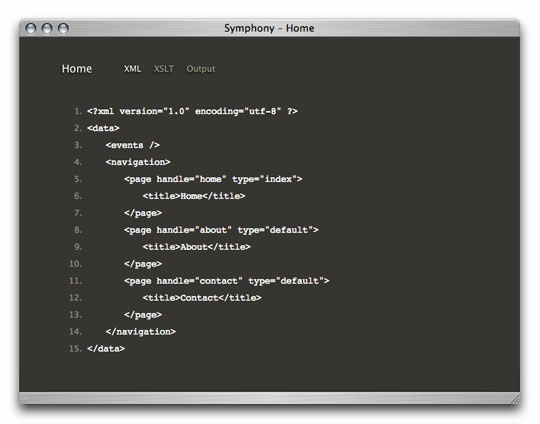 Symphony – Home
Home XML XSLT Output
1. <?xml version="1.0" encoding="utf-8" ?>
2. <data>
3. <events />
4. <navigation>
5. <page handle="home" type="index">
6. <title>Home</title>
7. </page>
8. <page handle="about" type="default">
9. <title>About</title>
10. </page>
11. <page handle="contact" type="default">
12. <title>Contact</title>
13. </page>
14. </navigation>
15. </data>